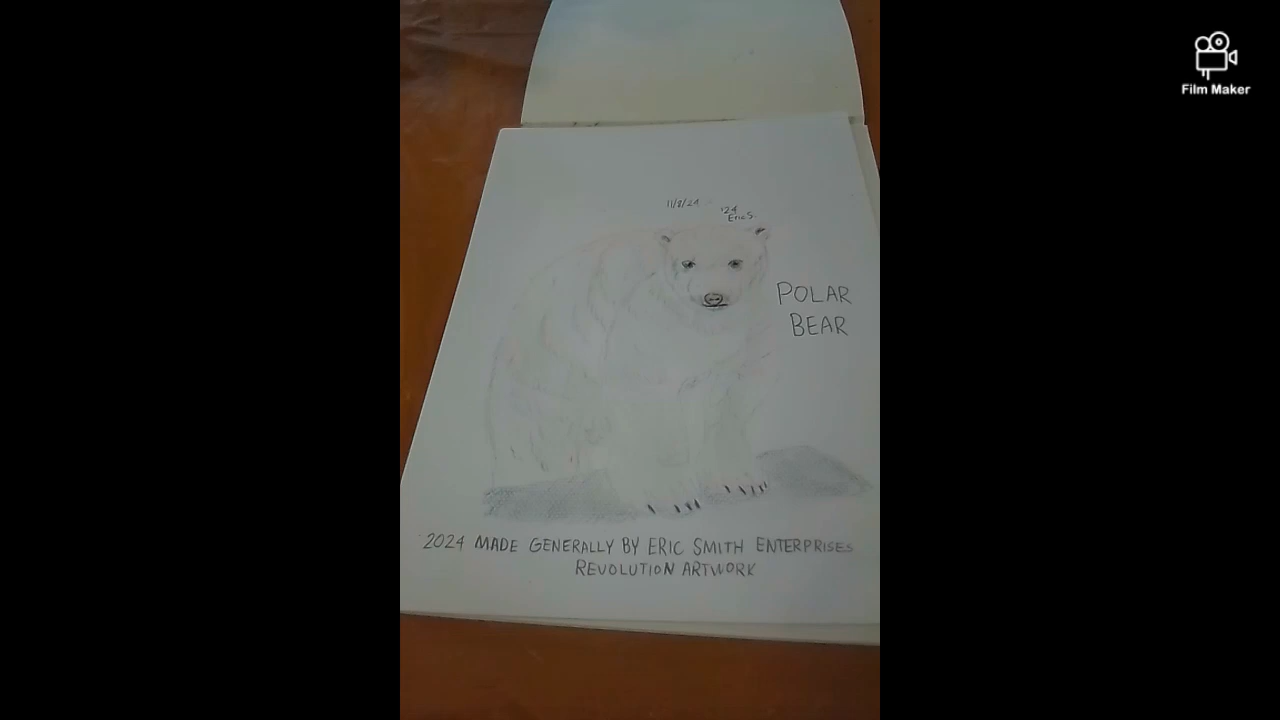 Film Maker
11/8/24
'24
Eric S.
POLAR
BEAR
2024 MADE GENERALLY BY ERIC SMITH ENTERPRISES
REVOLUTION ARTWORK